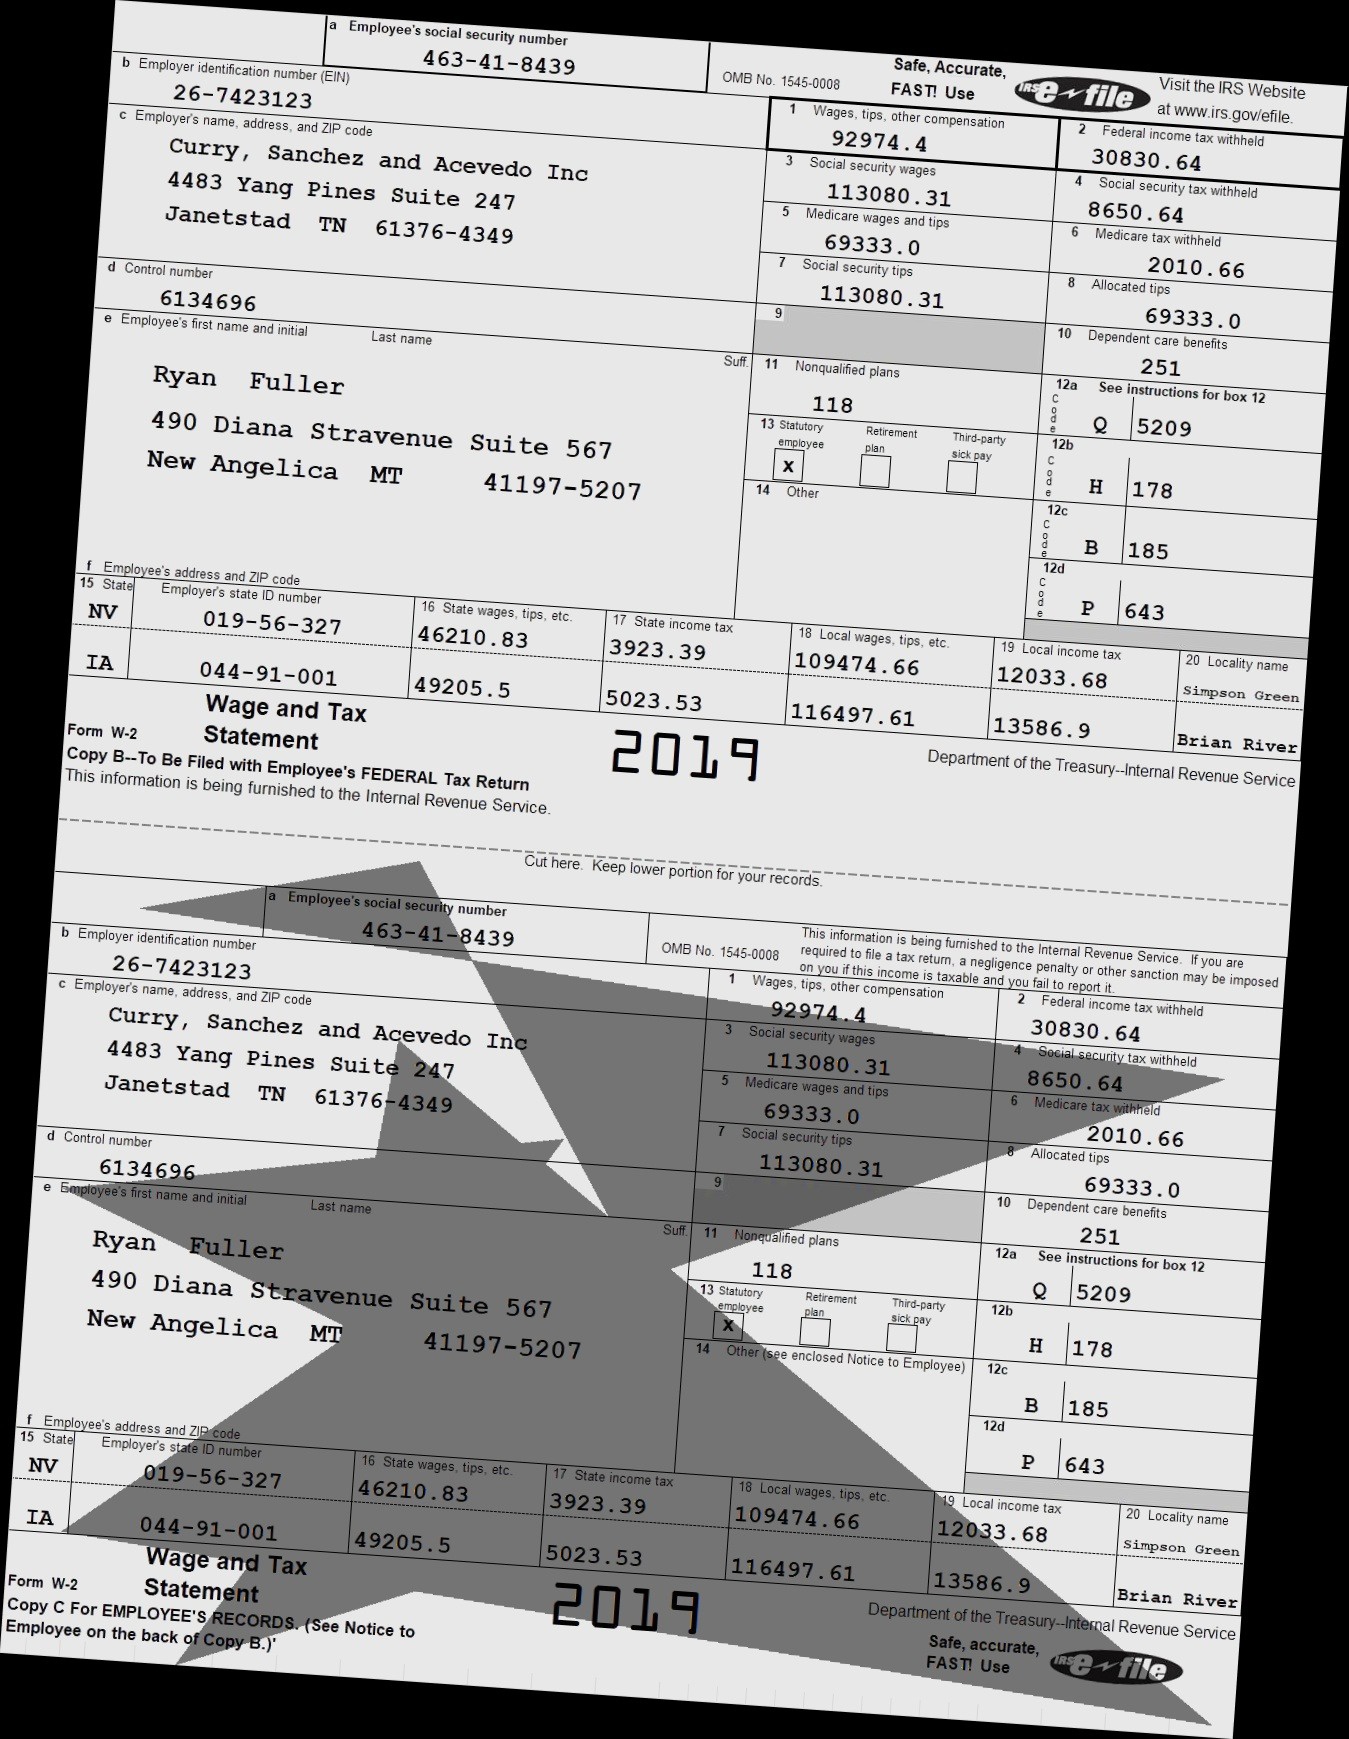 a Employee's social security number
463-41-8439
OMB No. 1545-0008
Safe, Accurate,
FAST! Use
IRS e-file
Visit the IRS Website
at www.irs.gov/efile.
b Employer identification number (EIN)
26-7423123
c Employer's name, address, and ZIP code
Curry, Sanchez and Acevedo Inc
4483 Yang Pines Suite 247
Janetstad TN 61376-4349
1 Wages, tips, other compensation
92974.4
2 Federal income tax withheld
30830.64
3 Social security wages
113080.31
4 Social security tax withheld
8650.64
5 Medicare wages and tips
69333.0
6 Medicare tax withheld
2010.66
d Control number
6134696
7 Social security tips
113080.31
8 Allocated tips
69333.0
e Employee's first name and initial Last name Suff.
Ryan Fuller
490 Diana Stravenue Suite 567
New Angelica MT 41197-5207
9
10 Dependent care benefits
251
11 Nonqualified plans
118
12a See instructions for box 12
Code Q 5209
13 Statutory employee Retirement plan Third-party sick pay
x
12b
Code H 178
14 Other
12c
Code B 185
12d
Code P 643
f Employee's address and ZIP code
15 State Employer's state ID number 16 State wages, tips, etc. 17 State income tax 18 Local wages, tips, etc. 19 Local income tax 20 Locality name
NV 019-56-327 46210.83 3923.39 109474.66 12033.68 Simpson Green
IA 044-91-001 49205.5 5023.53 116497.61 13586.9 Brian River
Wage and Tax
Form W-2 Statement 2019 Department of the Treasury--Internal Revenue Service
Copy B--To Be Filed with Employee's FEDERAL Tax Return
This information is being furnished to the Internal Revenue Service.
Cut here. Keep lower portion for your records.
a Employee's social security number
463-41-8439
OMB No. 1545-0008
This information is being furnished to the Internal Revenue Service. If you are
required to file a tax return, a negligence penalty or other sanction may be imposed
on you if this income is taxable and you fail to report it.
b Employer identification number
26-7423123
c Employer's name, address, and ZIP code
Curry, Sanchez and Acevedo Inc
4483 Yang Pines Suite 247
Janetstad TN 61376-4349
1 Wages, tips, other compensation
92974.4
2 Federal income tax withheld
30830.64
3 Social security wages
113080.31
4 Social security tax withheld
8650.64
5 Medicare wages and tips
69333.0
6 Medicare tax withheld
2010.66
d Control number
6134696
7 Social security tips
113080.31
8 Allocated tips
69333.0
e Employee's first name and initial Last name Suff.
Ryan Fuller
490 Diana Stravenue Suite 567
New Angelica MT 41197-5207
9
10 Dependent care benefits
251
11 Nonqualified plans
118
12a See instructions for box 12
Q 5209
13 Statutory employee Retirement plan Third-party sick pay
x
12b
H 178
14 Other (see enclosed Notice to Employee)
12c
B 185
12d
P 643
f Employee's address and ZIP code
15 State Employer's state ID number 16 State wages, tips, etc. 17 State income tax 18 Local wages, tips, etc. 19 Local income tax 20 Locality name
NV 019-56-327 46210.83 3923.39 109474.66 12033.68 Simpson Green
IA 044-91-001 49205.5 5023.53 116497.61 13586.9 Brian River
Wage and Tax
Form W-2 Statement 2019 Department of the Treasury--Internal Revenue Service
Copy C For EMPLOYEE'S RECORDS. (See Notice to
Employee on the back of Copy B.)'
Safe, accurate,
FAST! Use
IRS e-file